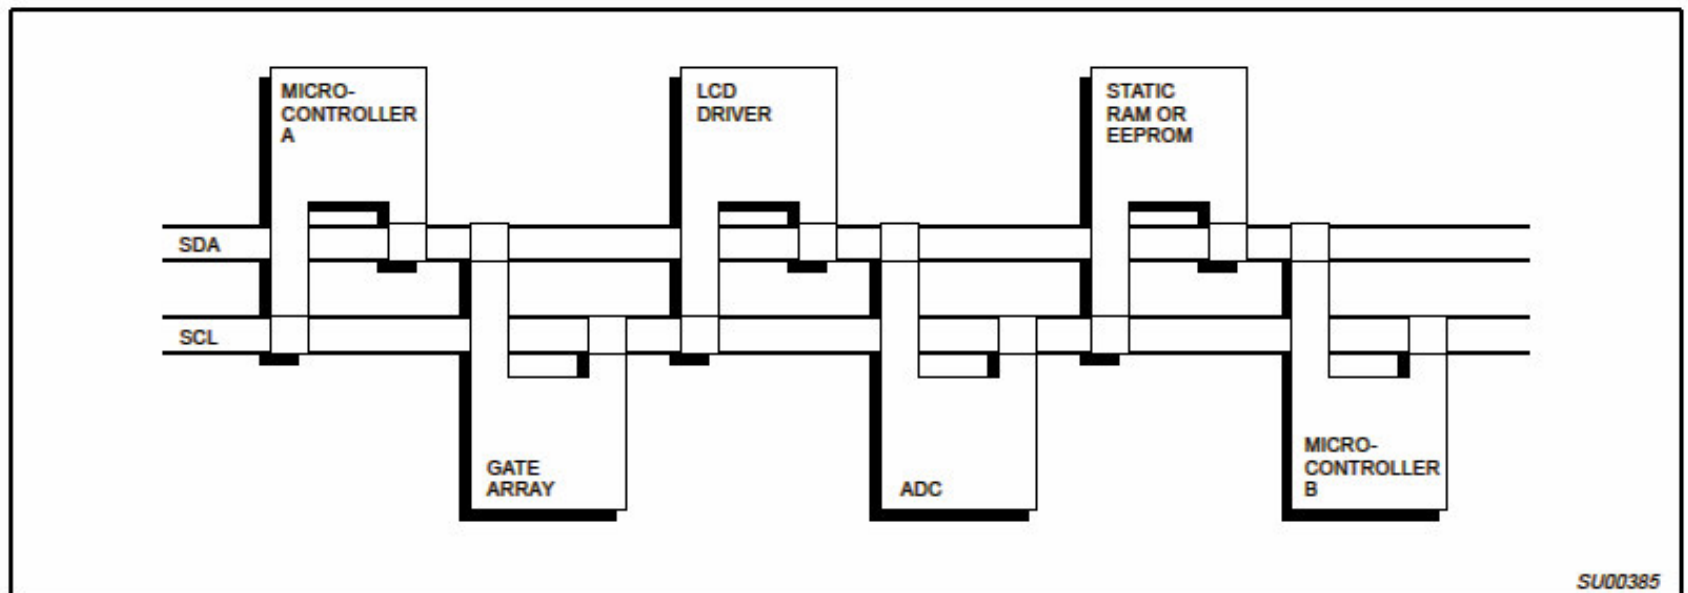 MICRO-
CONTROLLER
A
LCD
DRIVER
STATIC
RAM OR
EEPROM
SDA
SCL
GATE
ARRAY
ADC
MICRO-
CONTROLLER
B
SU00385